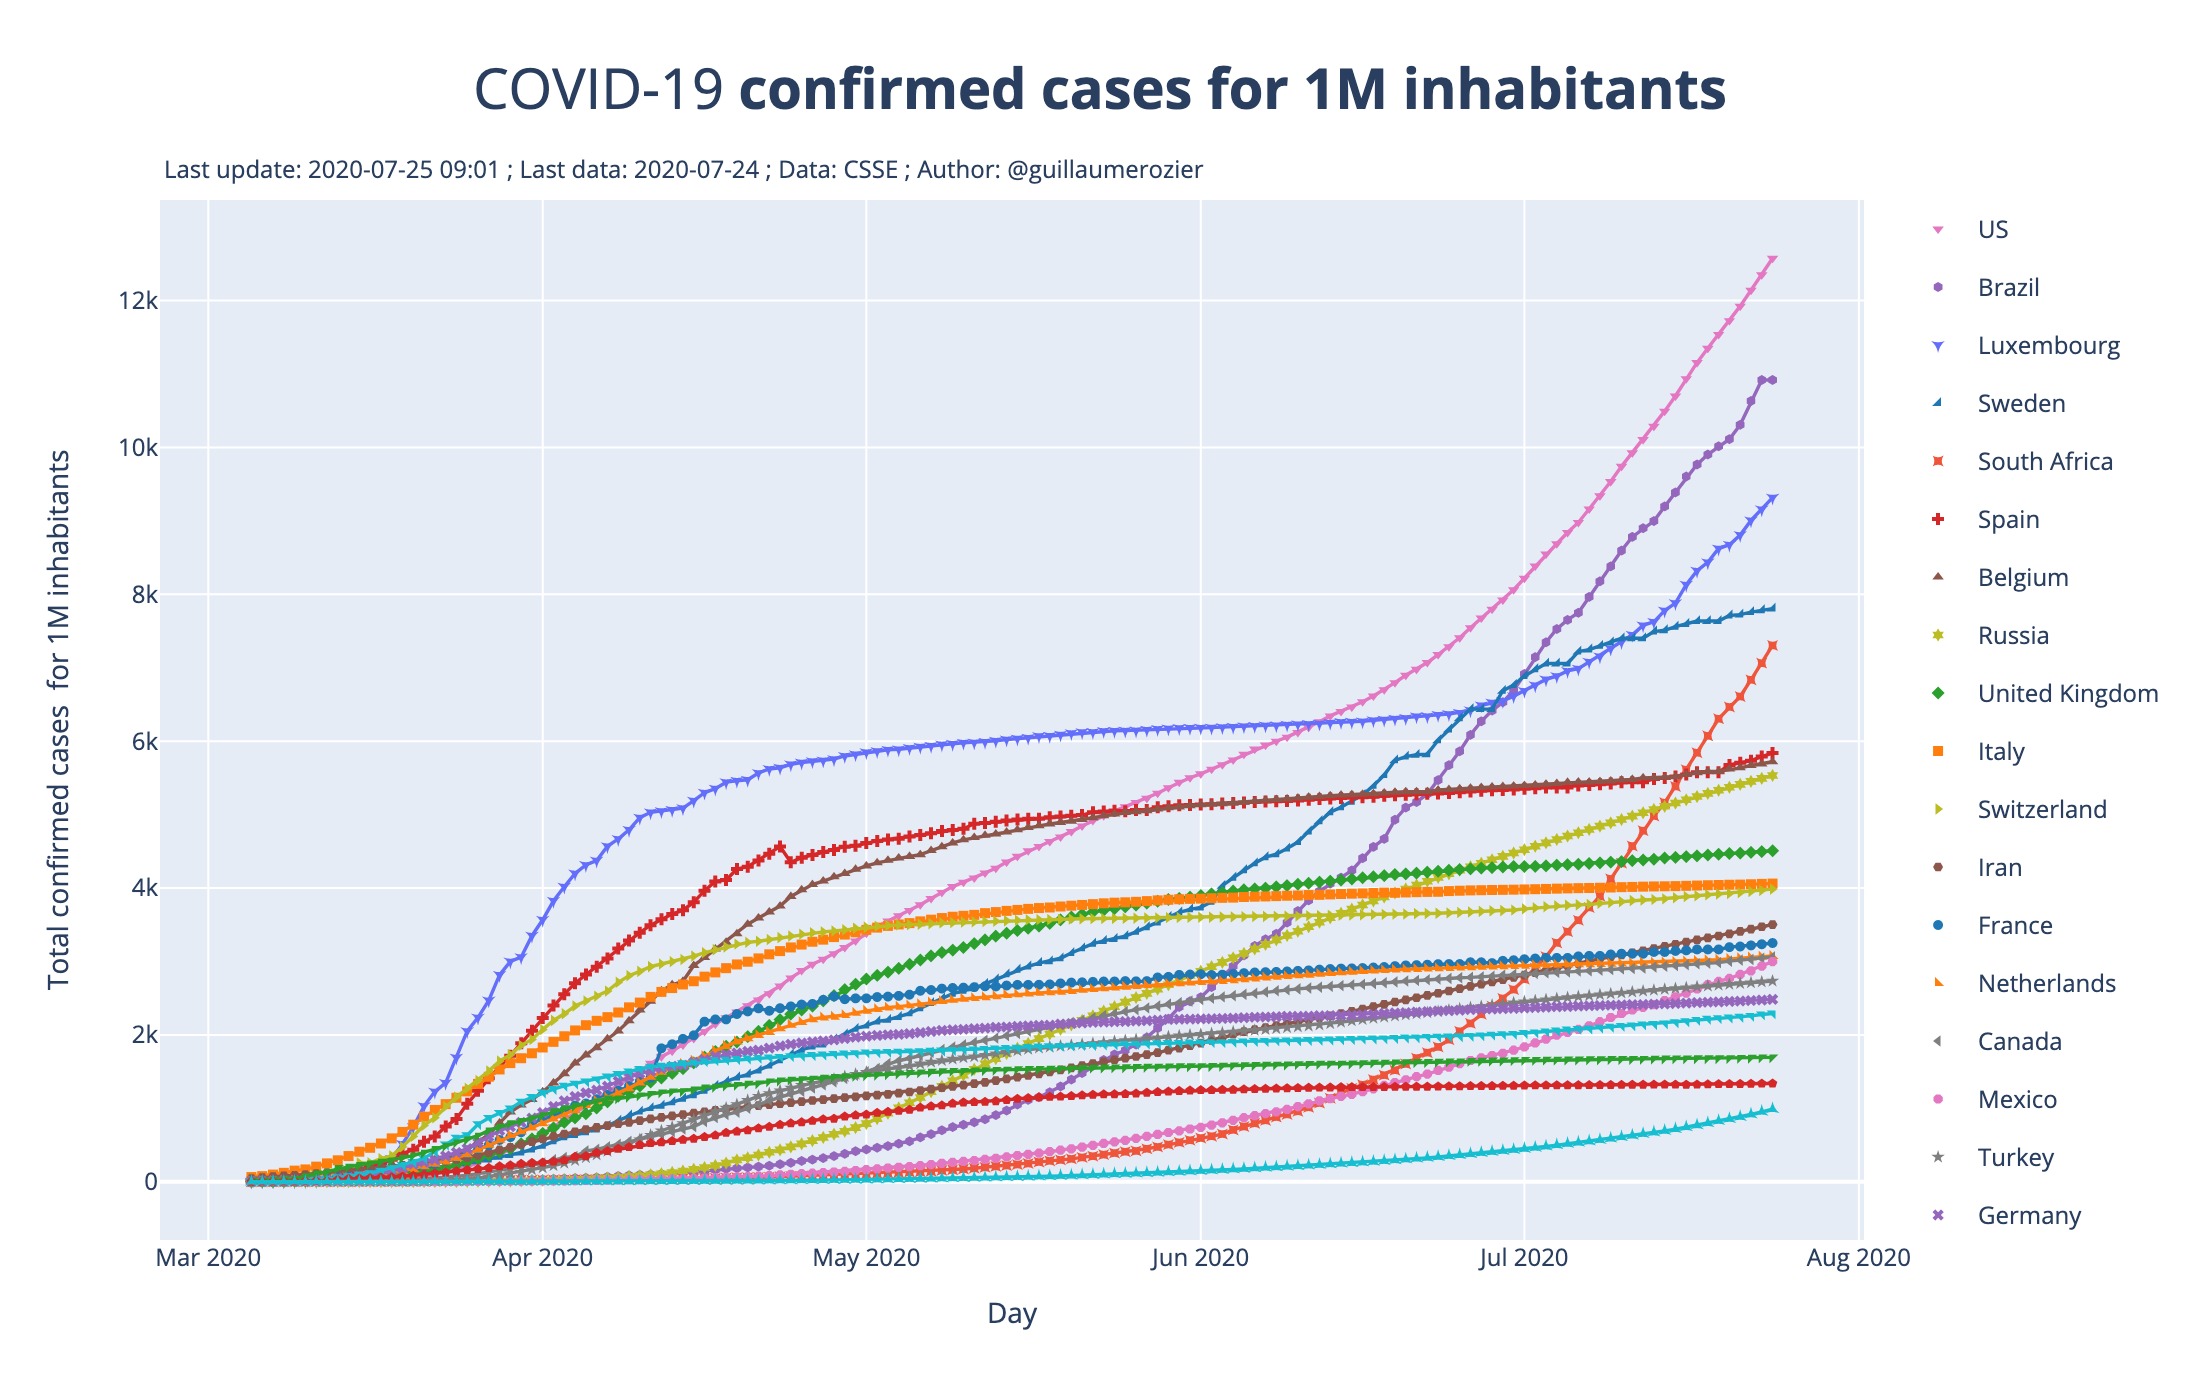 COVID-19 confirmed cases for 1M inhabitants
Last update: 2020-07-25 09:01 ; Last data: 2020-07-24 ; Data: CSSE ; Author: @guillaumerozier
Total confirmed cases for 1M inhabitants
12k
10k
8k
6k
4k
2k
0
Mar 2020
Apr 2020
May 2020
Jun 2020
Jul 2020
Aug 2020
Day
US
Brazil
Luxembourg
Sweden
South Africa
Spain
Belgium
Russia
United Kingdom
Italy
Switzerland
Iran
France
Netherlands
Canada
Mexico
Turkey
Germany